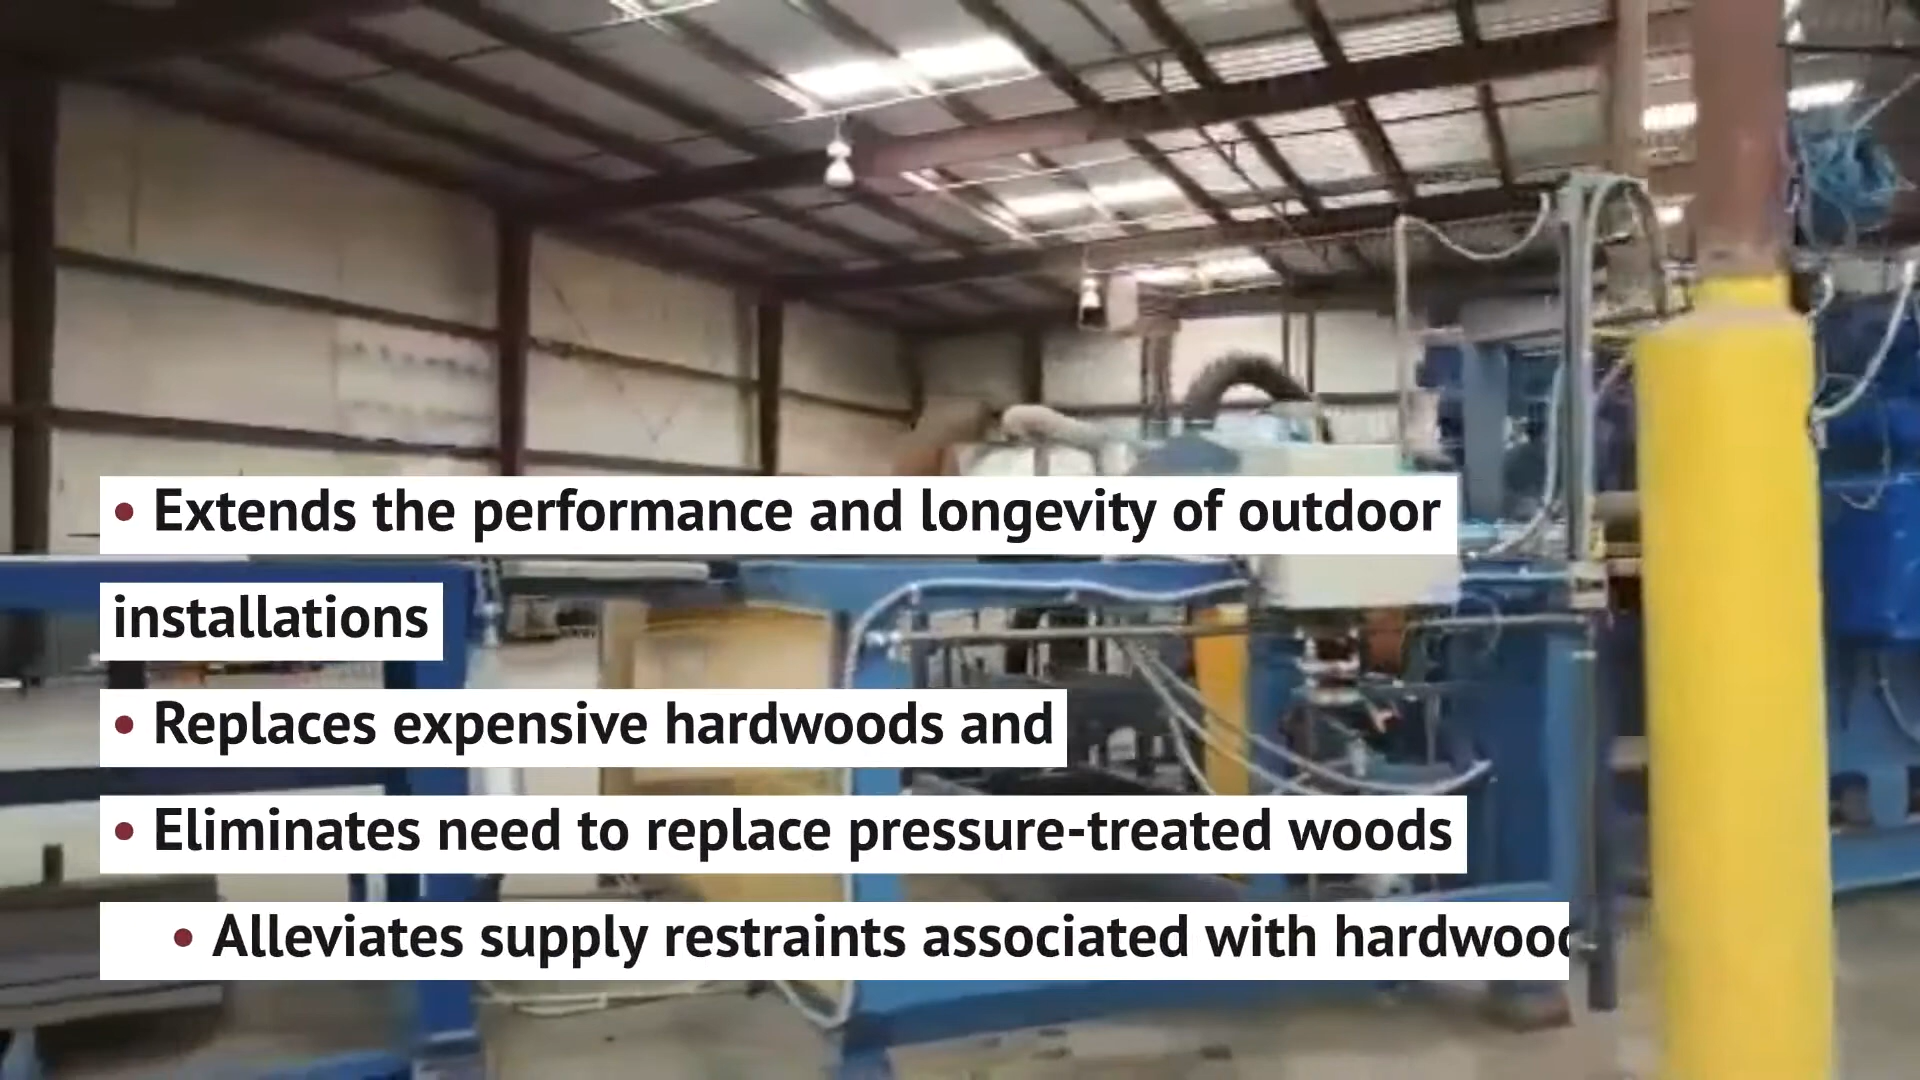 • Extends the performance and longevity of outdoor
installations
• Replaces expensive hardwoods and
• Eliminates need to replace pressure-treated woods
• Alleviates supply restraints associated with